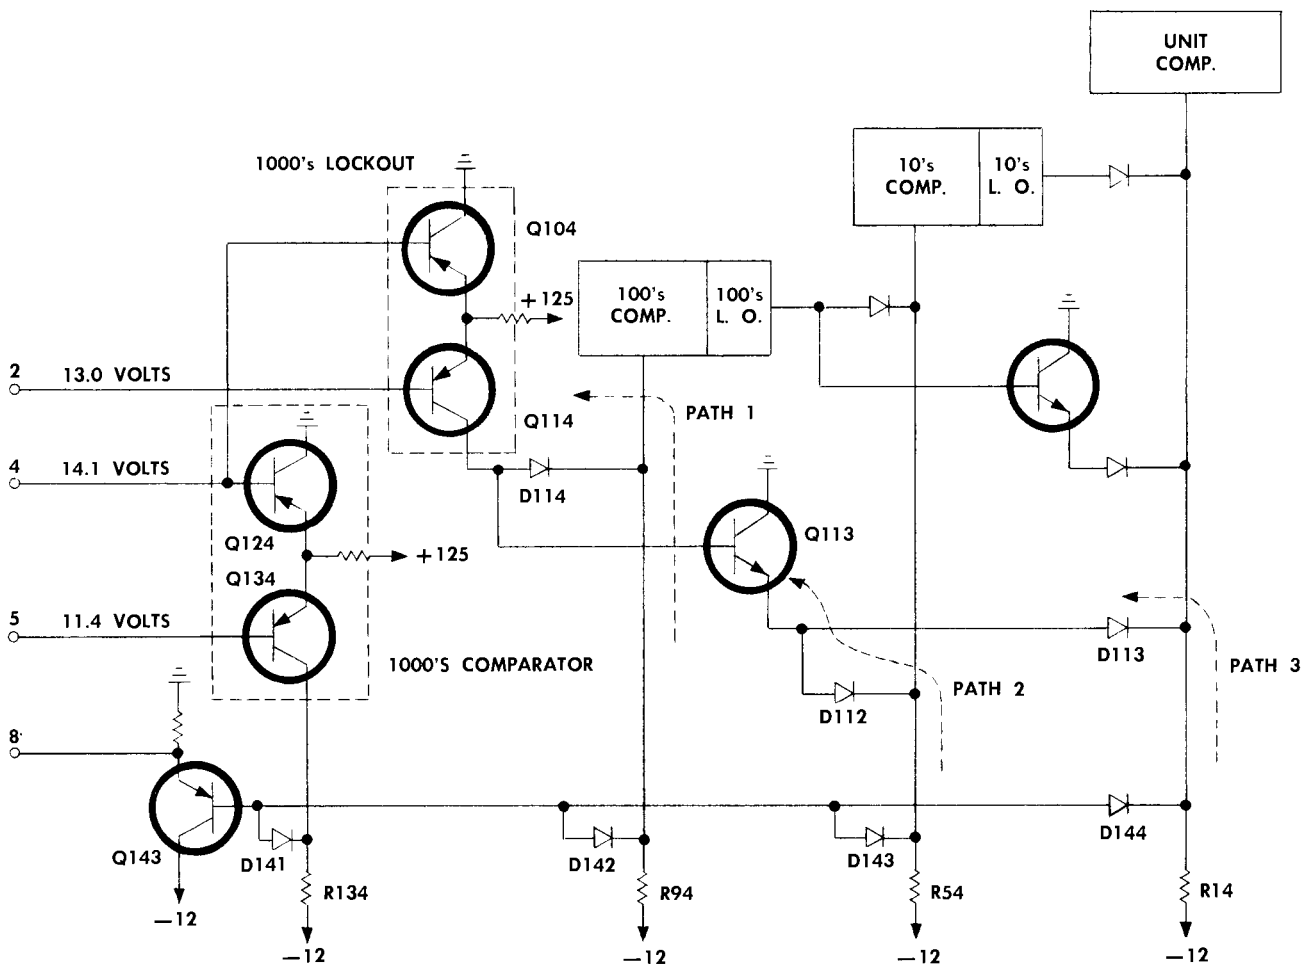 UNIT
COMP.
10's
COMP.
10's
L. O.
1000's LOCKOUT
Q104
+125
100's
COMP.
100's
L. O.
2
13.0 VOLTS
Q114
PATH 1
4
14.1 VOLTS
D114
Q124
+125
Q113
Q134
5
11.4 VOLTS
1000'S COMPARATOR
D113
PATH 3
PATH 2
D112
8
D144
Q143
D141
D142
D143
R134
R94
R54
R14
-12
-12
-12
-12
-12